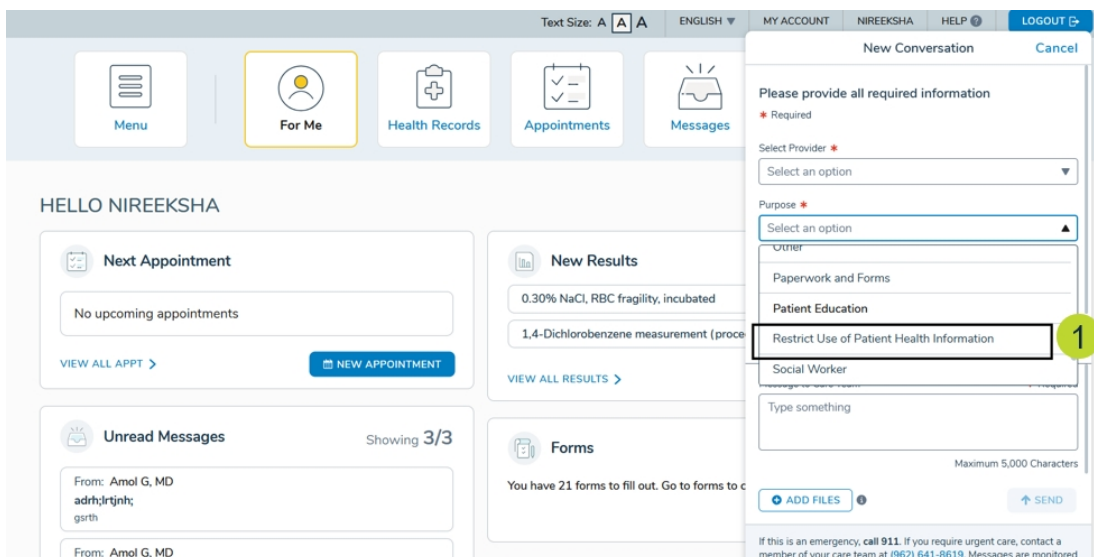 Text Size: A A A
ENGLISH
MY ACCOUNT
NIREEKSHA
HELP
LOGOUT
Menu
For Me
Health Records
Appointments
Messages
HELLO NIREEKSHA
Next Appointment
No upcoming appointments
VIEW ALL APPT
NEW APPOINTMENT
Unread Messages
Showing 3/3
From: Amol G, MD
adrh;lrtjnh;
gsrth
From: Amol G, MD
New Results
0.30% NaCl, RBC fragility, incubated
1,4-Dichlorobenzene measurement (proce
VIEW ALL RESULTS
Forms
You have 21 forms to fill out. Go to forms to c
New Conversation
Cancel
Please provide all required information
* Required
Select Provider *
Select an option
Purpose *
Select an option
Other
Paperwork and Forms
Patient Education
Restrict Use of Patient Health Information
1
Social Worker
Message to Care Team
* Required
Type something
Maximum 5,000 Characters
ADD FILES
SEND
If this is an emergency, call 911. If you require urgent care, contact a
member of your care team at (962) 641-8619. Messages are monitored